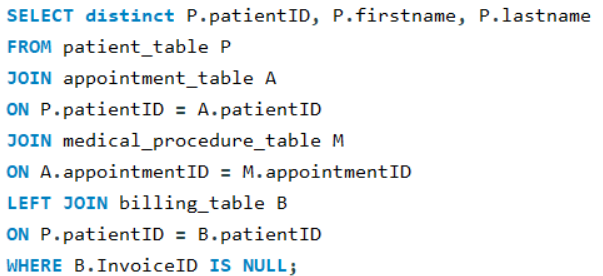 SELECT distinct P.patientID, P.firstname, P.lastname
FROM patient_table P
JOIN appointment_table A
ON P.patientID = A.patientID
JOIN medical_procedure_table M
ON A.appointmentID = M.appointmentID
LEFT JOIN billing_table B
ON P.patientID = B.patientID
WHERE B.InvoiceID IS NULL;